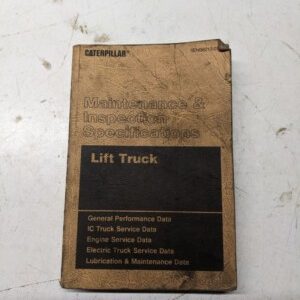 CATERPILLAR
Maintenance &
Inspection
Specifications
Lift Truck
General Performance Data
IC Truck Service Data
Engine Service Data
Electric Truck Service Data
Lubrication & Maintenance Data